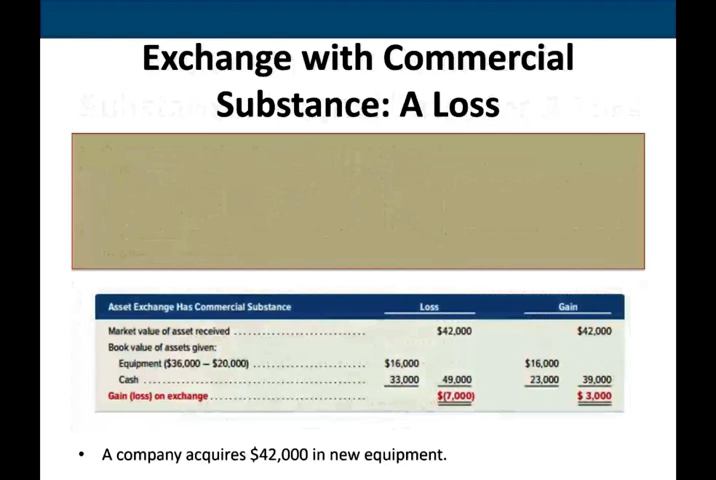 Exchange with Commercial
Substance: A Loss
Asset Exchange Has Commercial Substance Loss Gain
Market value of asset received .............................. $42,000 $42,000
Book value of assets given:
Equipment ($36,000 – $20,000) ......................... $16,000 $16,000
Cash ................................................. 33,000 49,000 23,000 39,000
Gain (loss) on exchange .................................. $(7,000) $ 3,000
• A company acquires $42,000 in new equipment.